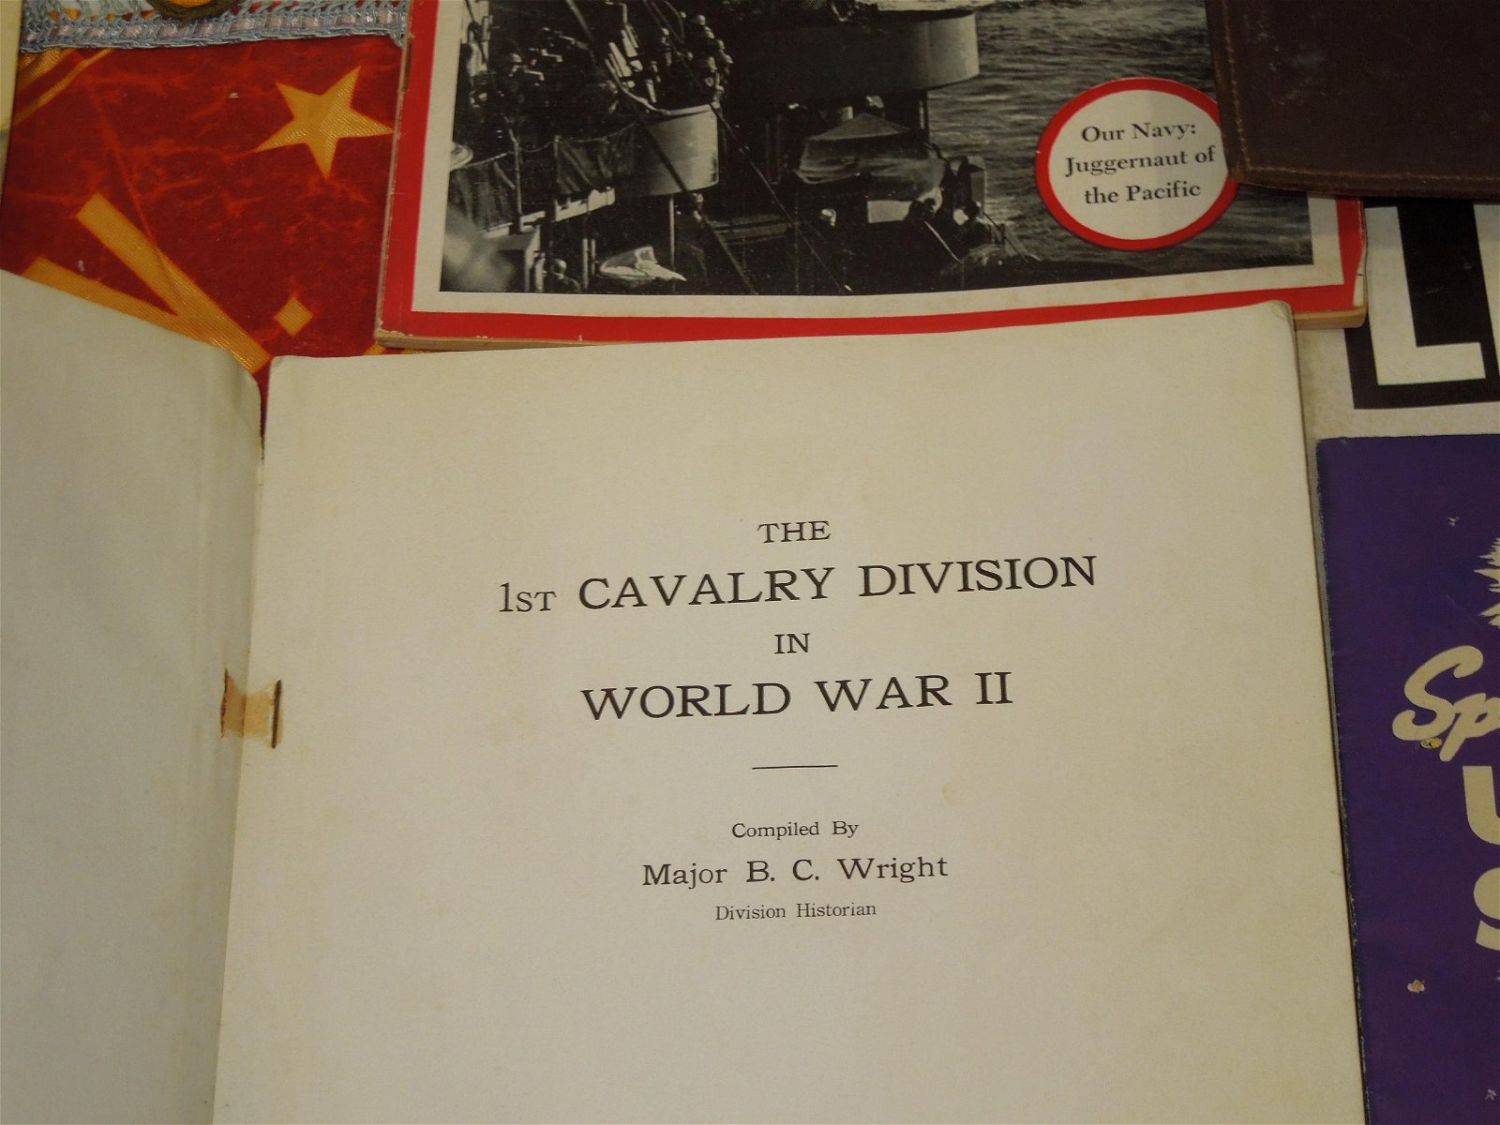 Our Navy:
Juggernaut of
the Pacific
THE
1ST CAVALRY DIVISION
IN
WORLD WAR II
Compiled By
Major B. C. Wright
Division Historian